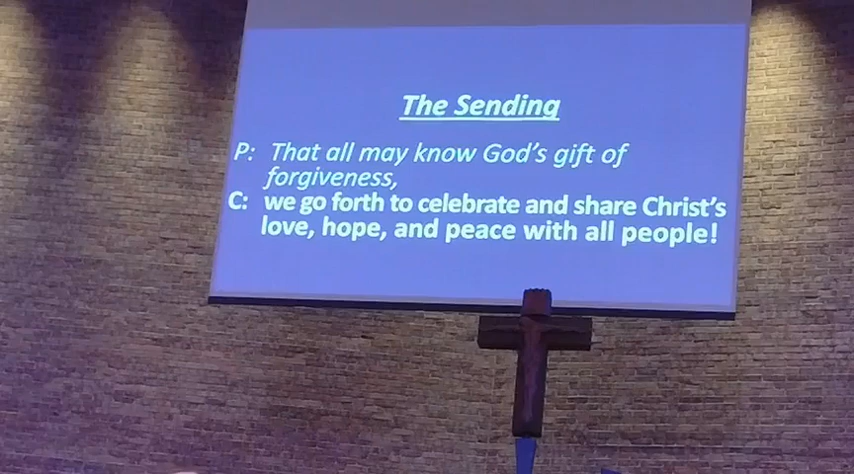 The Sending
P: That all may know God's gift of
forgiveness,
C: we go forth to celebrate and share Christ's
love, hope, and peace with all people!